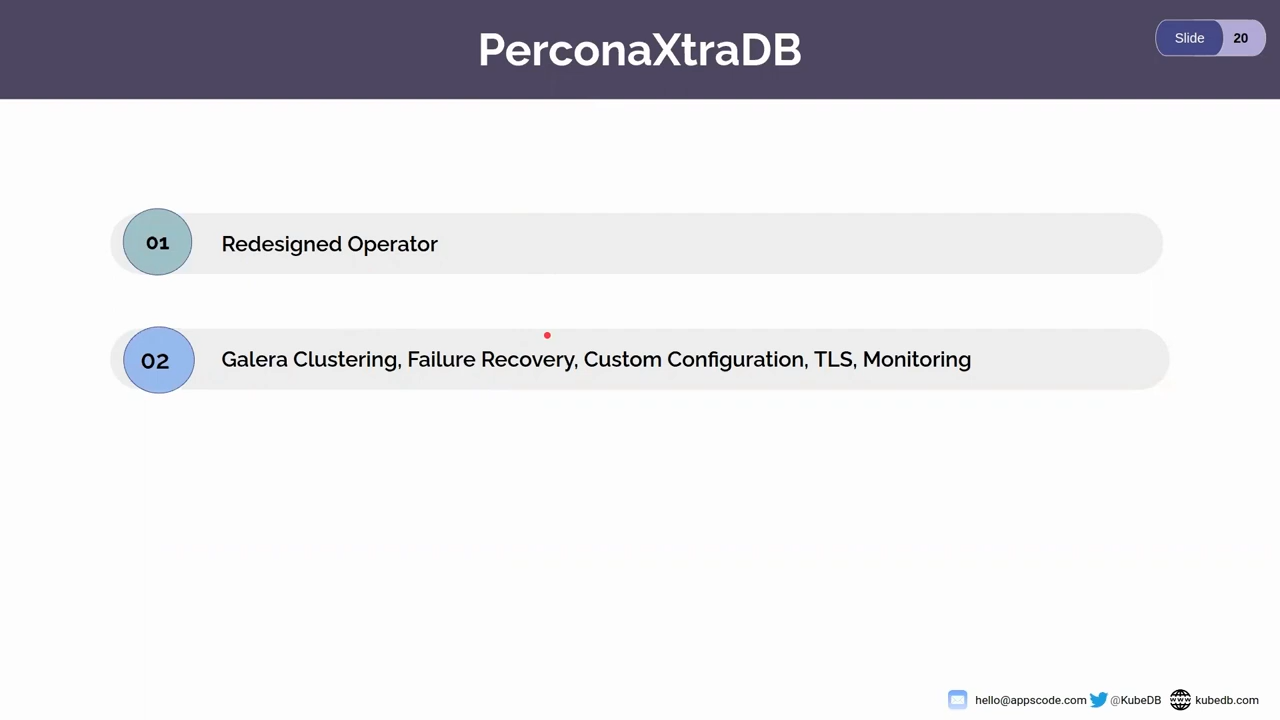 PerconaXtraDB
Slide 20
01 Redesigned Operator
02 Galera Clustering, Failure Recovery, Custom Configuration, TLS, Monitoring
hello@appscode.com @KubeDB kubedb.com